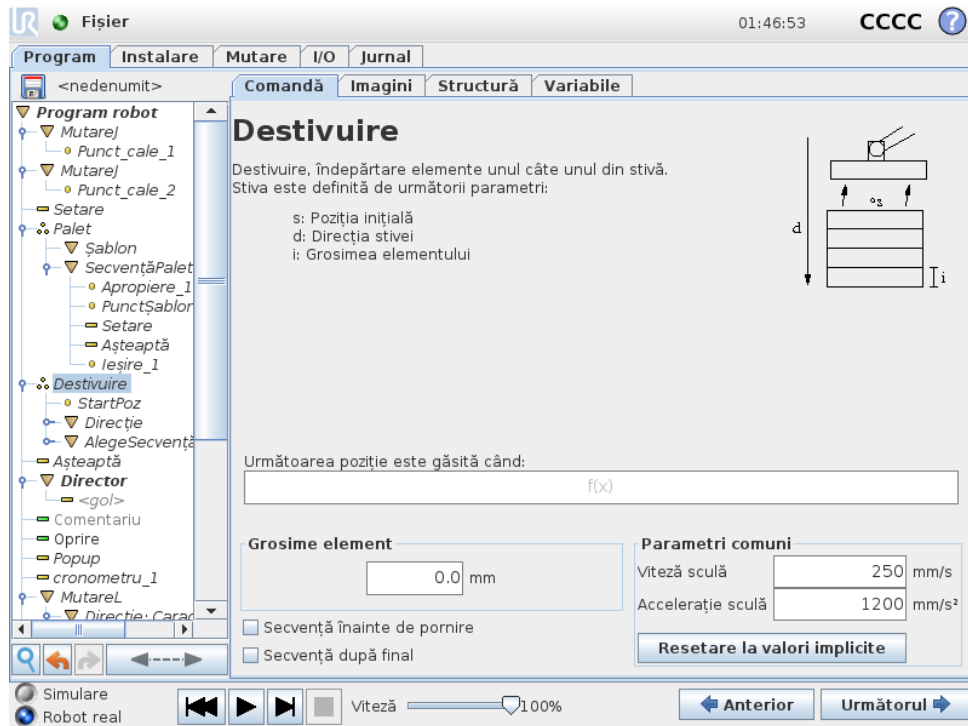 UR Fișier 01:46:53 CCCC ?
Program Instalare Mutare I/O Jurnal
<nedenumit>
Program robot
MutareJ
Punct_cale_1
MutareJ
Punct_cale_2
Setare
Palet
Șablon
SecvențăPalet
Apropiere_1
PunctȘablon
Setare
Așteaptă
Ieșire_1
Destivuire
StartPoz
Direcție
AlegeSecvență
Așteaptă
Director
<gol>
Comentariu
Oprire
Popup
cronometru_1
MutareL
Direcție: Carac
Comandă Imagini Structură Variabile
Destivuire
Destivuire, îndepărtare elemente unul câte unul din stivă.
Stiva este definită de următorii parametri:
s: Poziția inițială
d: Direcția stivei
i: Grosimea elementului
s
d
i
Următoarea poziție este găsită când:
f(x)
Grosime element
0.0 mm
Secvență înainte de pornire
Secvență după final
Parametri comuni
Viteză sculă 250 mm/s
Accelerație sculă 1200 mm/s²
Resetare la valori implicite
Simulare
Robot real
Viteză 100%
Anterior Următorul